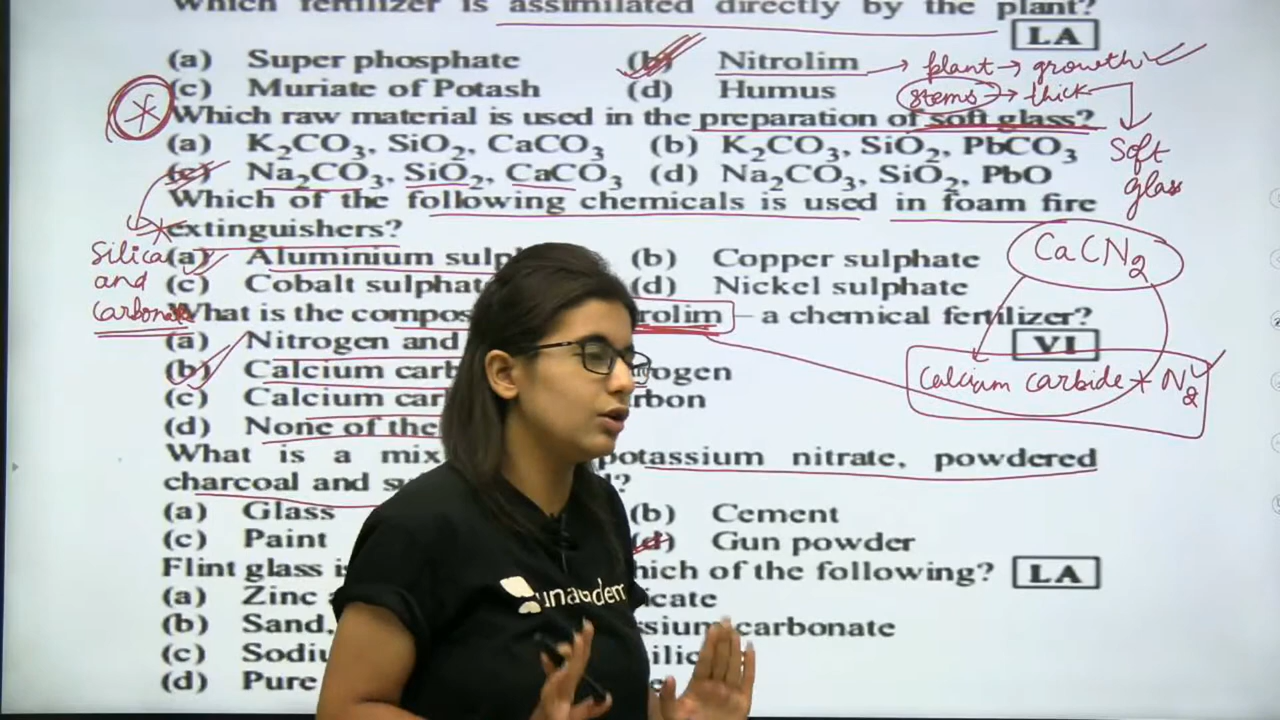 Which fertilizer is assimilated directly by the plant?
LA
(a) Super phosphate (b) Nitrolim → plant → growth
(c) Muriate of Potash (d) Humus stems → thick
Which raw material is used in the preparation of soft glass?
(a) K₂CO₃, SiO₂, CaCO₃ (b) K₂CO₃, SiO₂, PbCO₃
Soft glass
(c) Na₂CO₃, SiO₂, CaCO₃ (d) Na₂CO₃, SiO₂, PbO
Which of the following chemicals is used in foam fire
extinguishers?
Silica and carbonate
(a) Aluminium sulp (b) Copper sulphate
CaCN₂
(c) Cobalt sulphate (d) Nickel sulphate
What is the compos rolim – a chemical fertilizer?
VI
(a) Nitrogen and
(b) Calcium carb rogen
Calcium carbide + N₂
(c) Calcium car rbon
(d) None of the
What is a mix potassium nitrate, powdered
charcoal and su ?
(a) Glass (b) Cement
(c) Paint (d) Gun powder
Flint glass is hich of the following? LA
(a) Zinc icate
(b) Sand, ssium carbonate
(c) Sodiu ilic
(d) Pure
unacadem